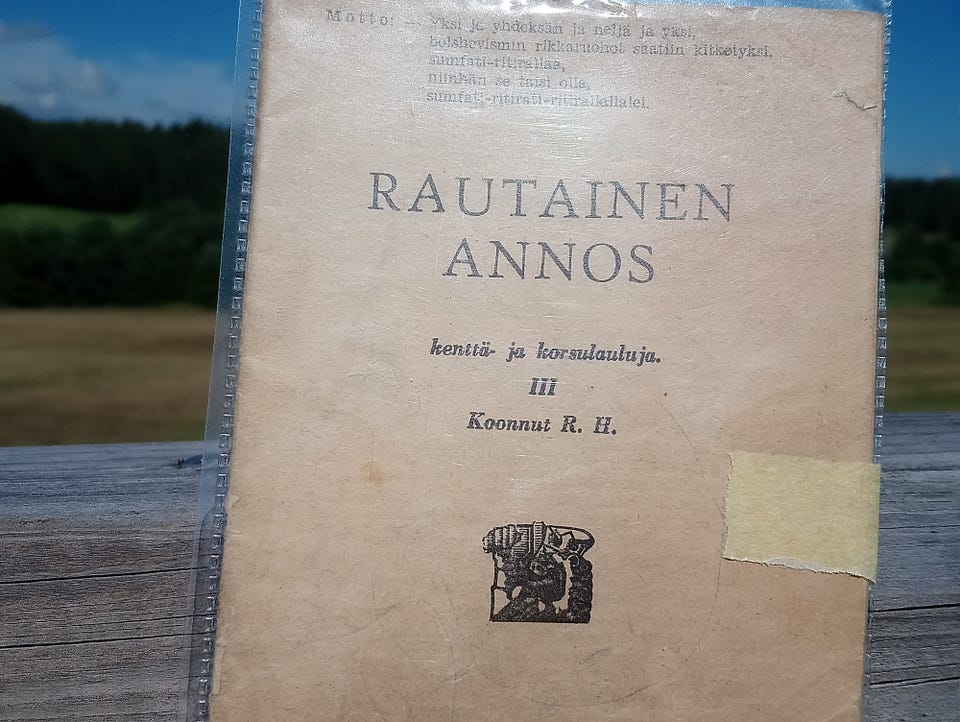 Motto: — Yksi ja yhdeksän ja neljä ja yksi,
bolshevismin rikkaruohot saatiin kitketyksi,
sumfati-ritirallaa,
niinhän se taisi olla,
sumfati-ritirati-ritirallallalei.
RAUTAINEN
ANNOS
kenttä- ja korsulauluja.
III
Koonnut R. H.